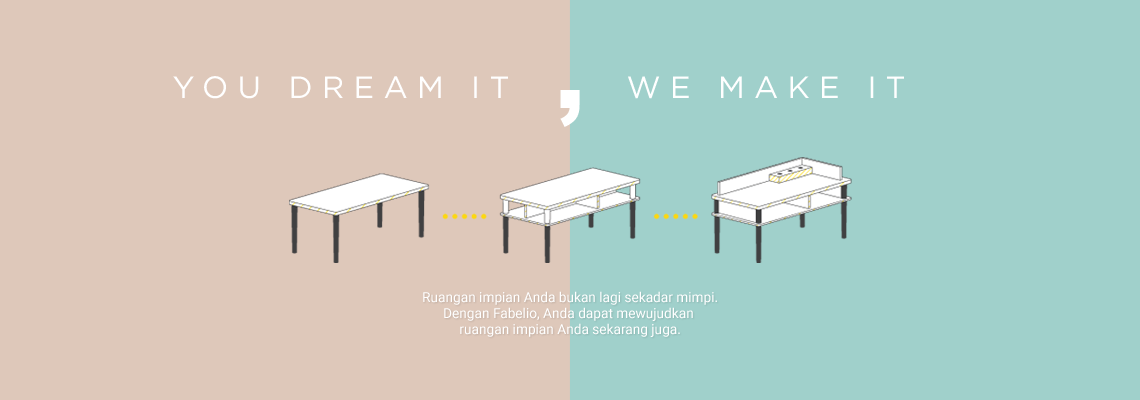 YOU DREAM IT , WE MAKE IT
Ruangan impian Anda bukan lagi sekadar mimpi.
Dengan Fabelio, Anda dapat mewujudkan
ruangan impian Anda sekarang juga.